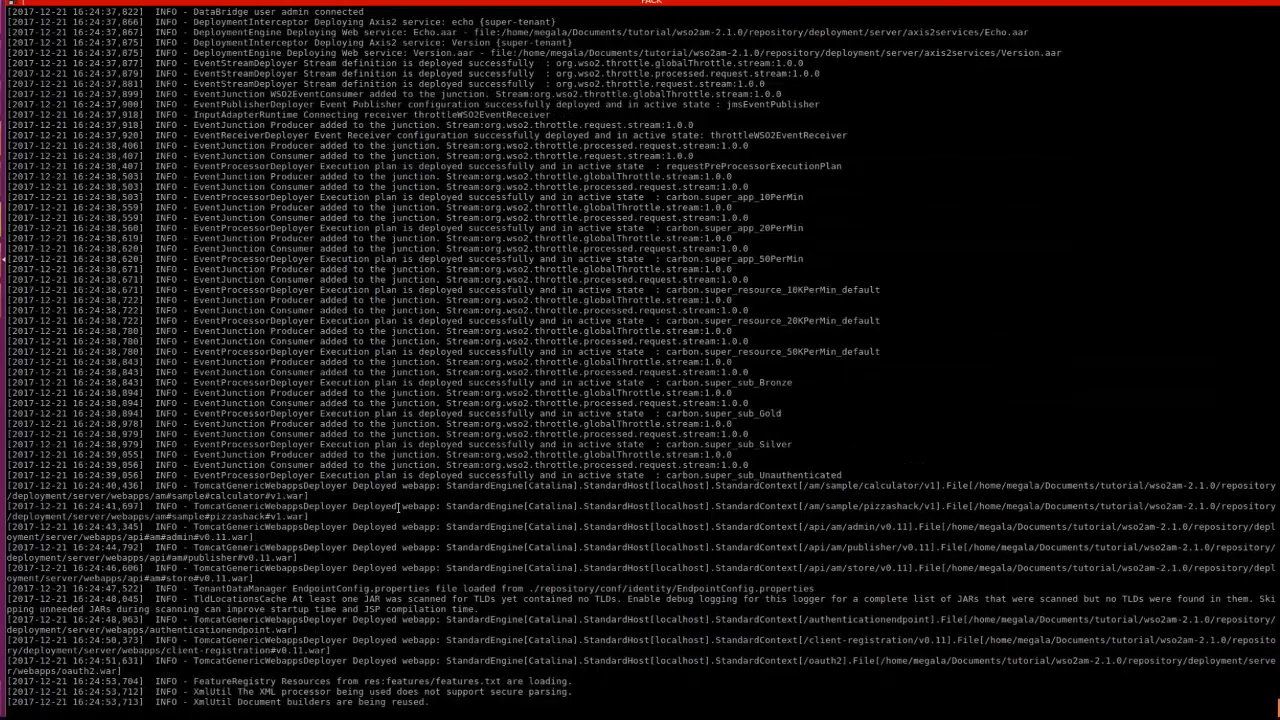 PACK
[2017-12-21 16:24:37,822]  INFO - DataBridge user admin connected
[2017-12-21 16:24:37,866]  INFO - DeploymentInterceptor Deploying Axis2 service: echo {super-tenant}
[2017-12-21 16:24:37,867]  INFO - DeploymentEngine Deploying Web service: Echo.aar - file:/home/megala/Documents/tutorial/wso2am-2.1.0/repository/deployment/server/axis2services/Echo.aar
[2017-12-21 16:24:37,875]  INFO - DeploymentInterceptor Deploying Axis2 service: Version {super-tenant}
[2017-12-21 16:24:37,875]  INFO - DeploymentEngine Deploying Web service: Version.aar - file:/home/megala/Documents/tutorial/wso2am-2.1.0/repository/deployment/server/axis2services/Version.aar
[2017-12-21 16:24:37,877]  INFO - EventStreamDeployer Stream definition is deployed successfully  : org.wso2.throttle.globalThrottle.stream:1.0.0
[2017-12-21 16:24:37,879]  INFO - EventStreamDeployer Stream definition is deployed successfully  : org.wso2.throttle.processed.request.stream:1.0.0
[2017-12-21 16:24:37,881]  INFO - EventStreamDeployer Stream definition is deployed successfully  : org.wso2.throttle.request.stream:1.0.0
[2017-12-21 16:24:37,899]  INFO - EventJunction WSO2EventConsumer added to the junction. Stream:org.wso2.throttle.globalThrottle.stream:1.0.0
[2017-12-21 16:24:37,900]  INFO - EventPublisherDeployer Event Publisher configuration successfully deployed and in active state : jmsEventPublisher
[2017-12-21 16:24:37,918]  INFO - InputAdapterRuntime Connecting receiver throttleWSO2EventReceiver
[2017-12-21 16:24:37,918]  INFO - EventJunction Producer added to the junction. Stream:org.wso2.throttle.request.stream:1.0.0
[2017-12-21 16:24:37,920]  INFO - EventReceiverDeployer Event Receiver configuration successfully deployed and in active state: throttleWSO2EventReceiver
[2017-12-21 16:24:38,406]  INFO - EventJunction Producer added to the junction. Stream:org.wso2.throttle.processed.request.stream:1.0.0
[2017-12-21 16:24:38,407]  INFO - EventJunction Consumer added to the junction. Stream:org.wso2.throttle.request.stream:1.0.0
[2017-12-21 16:24:38,407]  INFO - EventProcessorDeployer Execution plan is deployed successfully and in active state  : requestPreProcessorExecutionPlan
[2017-12-21 16:24:38,503]  INFO - EventJunction Producer added to the junction. Stream:org.wso2.throttle.globalThrottle.stream:1.0.0
[2017-12-21 16:24:38,503]  INFO - EventJunction Consumer added to the junction. Stream:org.wso2.throttle.processed.request.stream:1.0.0
[2017-12-21 16:24:38,503]  INFO - EventProcessorDeployer Execution plan is deployed successfully and in active state  : carbon.super_app_10PerMin
[2017-12-21 16:24:38,559]  INFO - EventJunction Producer added to the junction. Stream:org.wso2.throttle.globalThrottle.stream:1.0.0
[2017-12-21 16:24:38,559]  INFO - EventJunction Consumer added to the junction. Stream:org.wso2.throttle.processed.request.stream:1.0.0
[2017-12-21 16:24:38,560]  INFO - EventProcessorDeployer Execution plan is deployed successfully and in active state  : carbon.super_app_20PerMin
[2017-12-21 16:24:38,619]  INFO - EventJunction Producer added to the junction. Stream:org.wso2.throttle.globalThrottle.stream:1.0.0
[2017-12-21 16:24:38,620]  INFO - EventJunction Consumer added to the junction. Stream:org.wso2.throttle.processed.request.stream:1.0.0
[2017-12-21 16:24:38,620]  INFO - EventProcessorDeployer Execution plan is deployed successfully and in active state  : carbon.super_app_50PerMin
[2017-12-21 16:24:38,671]  INFO - EventJunction Producer added to the junction. Stream:org.wso2.throttle.globalThrottle.stream:1.0.0
[2017-12-21 16:24:38,671]  INFO - EventJunction Consumer added to the junction. Stream:org.wso2.throttle.processed.request.stream:1.0.0
[2017-12-21 16:24:38,671]  INFO - EventProcessorDeployer Execution plan is deployed successfully and in active state  : carbon.super_resource_10KPerMin_default
[2017-12-21 16:24:38,722]  INFO - EventJunction Producer added to the junction. Stream:org.wso2.throttle.globalThrottle.stream:1.0.0
[2017-12-21 16:24:38,722]  INFO - EventJunction Consumer added to the junction. Stream:org.wso2.throttle.processed.request.stream:1.0.0
[2017-12-21 16:24:38,722]  INFO - EventProcessorDeployer Execution plan is deployed successfully and in active state  : carbon.super_resource_20KPerMin_default
[2017-12-21 16:24:38,780]  INFO - EventJunction Producer added to the junction. Stream:org.wso2.throttle.globalThrottle.stream:1.0.0
[2017-12-21 16:24:38,780]  INFO - EventJunction Consumer added to the junction. Stream:org.wso2.throttle.processed.request.stream:1.0.0
[2017-12-21 16:24:38,780]  INFO - EventProcessorDeployer Execution plan is deployed successfully and in active state  : carbon.super_resource_50KPerMin_default
[2017-12-21 16:24:38,843]  INFO - EventJunction Producer added to the junction. Stream:org.wso2.throttle.globalThrottle.stream:1.0.0
[2017-12-21 16:24:38,843]  INFO - EventJunction Consumer added to the junction. Stream:org.wso2.throttle.processed.request.stream:1.0.0
[2017-12-21 16:24:38,843]  INFO - EventProcessorDeployer Execution plan is deployed successfully and in active state  : carbon.super_sub_Bronze
[2017-12-21 16:24:38,894]  INFO - EventJunction Producer added to the junction. Stream:org.wso2.throttle.globalThrottle.stream:1.0.0
[2017-12-21 16:24:38,894]  INFO - EventJunction Consumer added to the junction. Stream:org.wso2.throttle.processed.request.stream:1.0.0
[2017-12-21 16:24:38,894]  INFO - EventProcessorDeployer Execution plan is deployed successfully and in active state  : carbon.super_sub_Gold
[2017-12-21 16:24:38,978]  INFO - EventJunction Producer added to the junction. Stream:org.wso2.throttle.globalThrottle.stream:1.0.0
[2017-12-21 16:24:38,979]  INFO - EventJunction Consumer added to the junction. Stream:org.wso2.throttle.processed.request.stream:1.0.0
[2017-12-21 16:24:38,979]  INFO - EventProcessorDeployer Execution plan is deployed successfully and in active state  : carbon.super_sub_Silver
[2017-12-21 16:24:39,055]  INFO - EventJunction Producer added to the junction. Stream:org.wso2.throttle.globalThrottle.stream:1.0.0
[2017-12-21 16:24:39,056]  INFO - EventJunction Consumer added to the junction. Stream:org.wso2.throttle.processed.request.stream:1.0.0
[2017-12-21 16:24:39,056]  INFO - EventProcessorDeployer Execution plan is deployed successfully and in active state  : carbon.super_sub_Unauthenticated
[2017-12-21 16:24:40,436]  INFO - TomcatGenericWebappsDeployer Deployed webapp: StandardEngine[Catalina].StandardHost[localhost].StandardContext[/am/sample/calculator/v1].File[/home/megala/Documents/tutorial/wso2am-2.1.0/repository
/deployment/server/webapps/am#sample#calculator#v1.war]
[2017-12-21 16:24:41,697]  INFO - TomcatGenericWebappsDeployer Deployed webapp: StandardEngine[Catalina].StandardHost[localhost].StandardContext[/am/sample/pizzashack/v1].File[/home/megala/Documents/tutorial/wso2am-2.1.0/repository
/deployment/server/webapps/am#sample#pizzashack#v1.war]
[2017-12-21 16:24:43,345]  INFO - TomcatGenericWebappsDeployer Deployed webapp: StandardEngine[Catalina].StandardHost[localhost].StandardContext[/api/am/admin/v0.11].File[/home/megala/Documents/tutorial/wso2am-2.1.0/repository/depl
oyment/server/webapps/api#am#admin#v0.11.war]
[2017-12-21 16:24:44,792]  INFO - TomcatGenericWebappsDeployer Deployed webapp: StandardEngine[Catalina].StandardHost[localhost].StandardContext[/api/am/publisher/v0.11].File[/home/megala/Documents/tutorial/wso2am-2.1.0/repository/
deployment/server/webapps/api#am#publisher#v0.11.war]
[2017-12-21 16:24:46,606]  INFO - TomcatGenericWebappsDeployer Deployed webapp: StandardEngine[Catalina].StandardHost[localhost].StandardContext[/api/am/store/v0.11].File[/home/megala/Documents/tutorial/wso2am-2.1.0/repository/depl
oyment/server/webapps/api#am#store#v0.11.war]
[2017-12-21 16:24:47,522]  INFO - TenantDataManager EndpointConfig.properties file loaded from ./repository/conf/identity/EndpointConfig.properties
[2017-12-21 16:24:48,045]  INFO - TldLocationsCache At least one JAR was scanned for TLDs yet contained no TLDs. Enable debug logging for this logger for a complete list of JARs that were scanned but no TLDs were found in them. Ski
pping unneeded JARs during scanning can improve startup time and JSP compilation time.
[2017-12-21 16:24:48,963]  INFO - TomcatGenericWebappsDeployer Deployed webapp: StandardEngine[Catalina].StandardHost[localhost].StandardContext[/authenticationendpoint].File[/home/megala/Documents/tutorial/wso2am-2.1.0/repository/
deployment/server/webapps/authenticationendpoint.war]
[2017-12-21 16:24:50,373]  INFO - TomcatGenericWebappsDeployer Deployed webapp: StandardEngine[Catalina].StandardHost[localhost].StandardContext[/client-registration/v0.11].File[/home/megala/Documents/tutorial/wso2am-2.1.0/reposito
ry/deployment/server/webapps/client-registration#v0.11.war]
[2017-12-21 16:24:51,631]  INFO - TomcatGenericWebappsDeployer Deployed webapp: StandardEngine[Catalina].StandardHost[localhost].StandardContext[/oauth2].File[/home/megala/Documents/tutorial/wso2am-2.1.0/repository/deployment/serve
r/webapps/oauth2.war]
[2017-12-21 16:24:53,704]  INFO - FeatureRegistry Resources from res:features/features.txt are loading.
[2017-12-21 16:24:53,712]  INFO - XmlUtil The XML processor being used does not support secure parsing.
[2017-12-21 16:24:53,713]  INFO - XmlUtil Document builders are being reused.